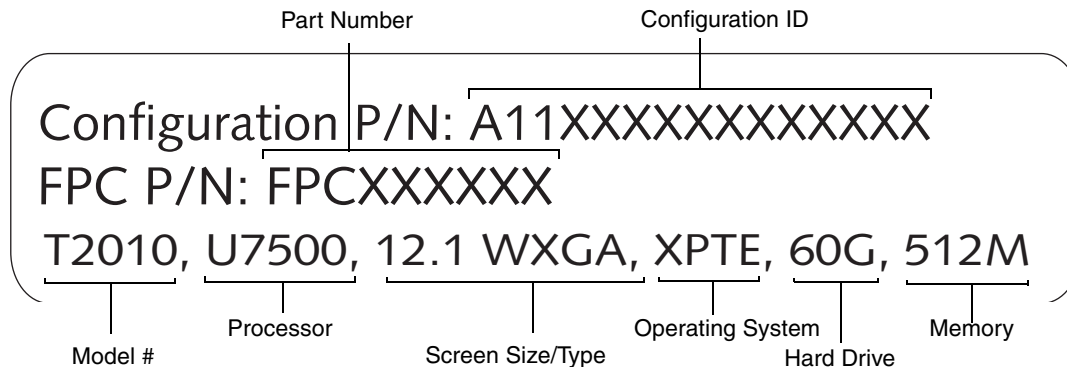 Part Number
Configuration ID
Configuration P/N: A11XXXXXXXXXXXX
FPC P/N: FPCXXXXXX
T2010, U7500, 12.1 WXGA, XPTE, 60G, 512M
Processor
Operating System
Memory
Model #
Screen Size/Type
Hard Drive